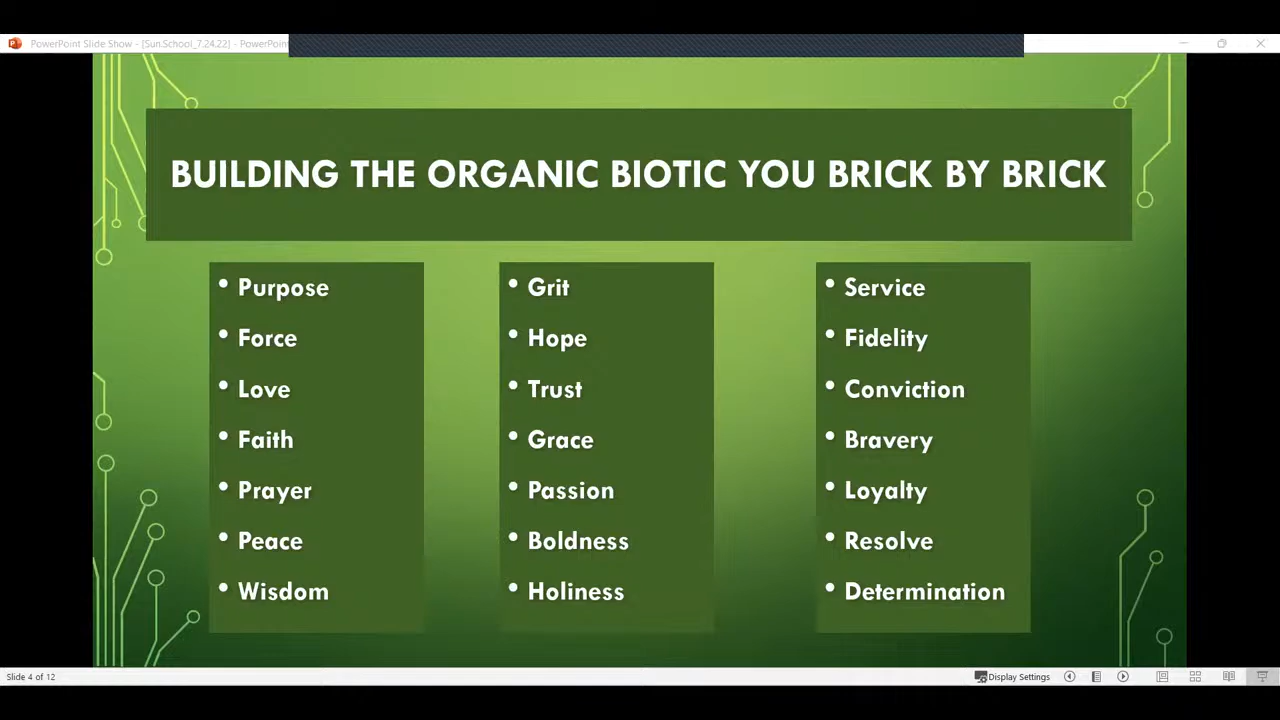 PowerPoint Slide Show - [Sun.School_7.24.22] - PowerPoin
BUILDING THE ORGANIC BIOTIC YOU BRICK BY BRICK
• Purpose
• Force
• Love
• Faith
• Prayer
• Peace
• Wisdom
• Grit
• Hope
• Trust
• Grace
• Passion
• Boldness
• Holiness
• Service
• Fidelity
• Conviction
• Bravery
• Loyalty
• Resolve
• Determination
Slide 4 of 12
Display Settings